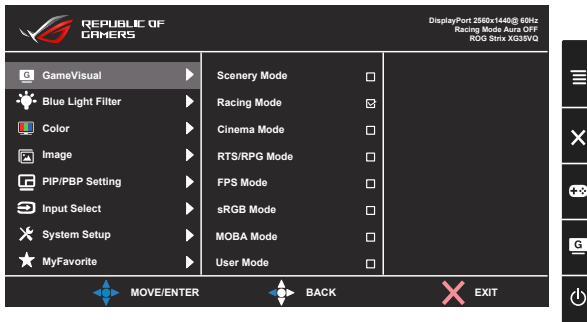 REPUBLIC OF
GAMERS
DisplayPort 2560x1440@ 60Hz
Racing Mode Aura OFF
ROG Strix XG35VQ
G GameVisual
Blue Light Filter
Color
Image
PIP/PBP Setting
Input Select
System Setup
MyFavorite
Scenery Mode
Racing Mode
Cinema Mode
RTS/RPG Mode
FPS Mode
sRGB Mode
MOBA Mode
User Mode
MOVE/ENTER
BACK
EXIT
G